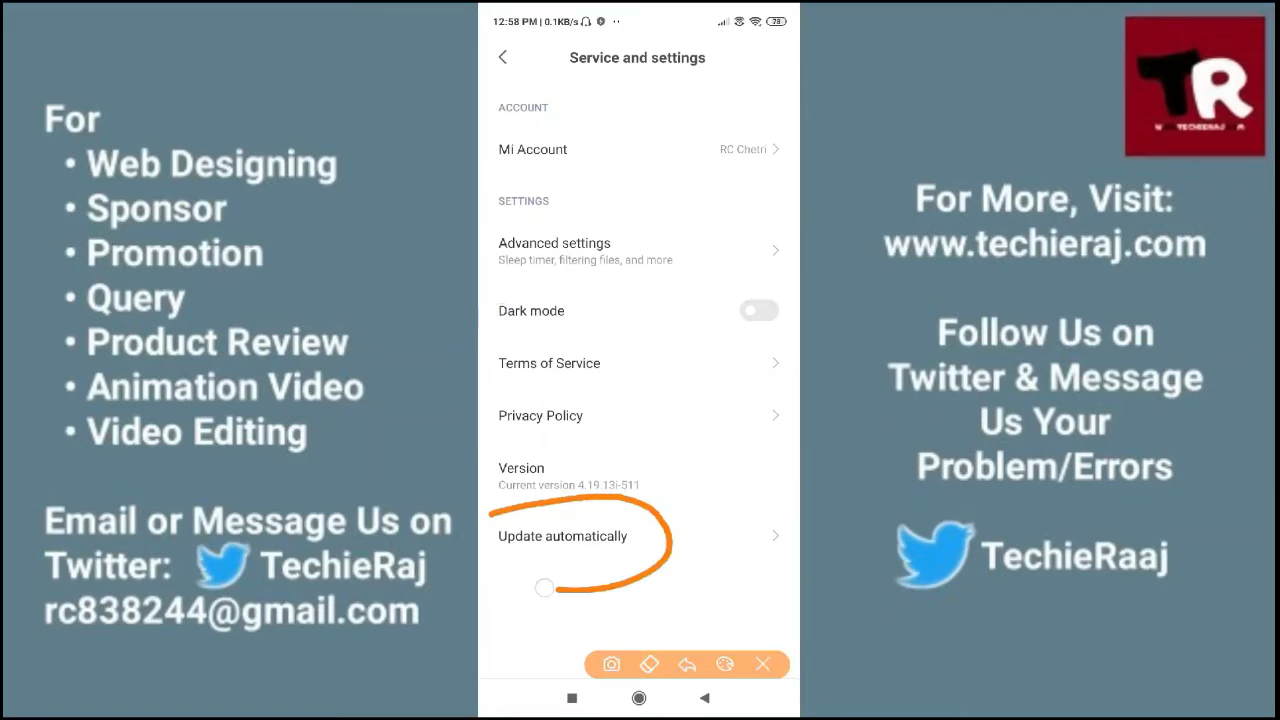 For
• Web Designing
• Sponsor
• Promotion
• Query
• Product Review
• Animation Video
• Video Editing
Email or Message Us on
Twitter: TechieRaj
rc838244@gmail.com
12:58 PM | 0.1KB/s
78
Service and settings
ACCOUNT
Mi Account
RC Chetri
SETTINGS
Advanced settings
Sleep timer, filtering files, and more
Dark mode
Terms of Service
Privacy Policy
Version
Current version 4.19.13i-511
Update automatically
TR
For More, Visit:
www.techieraj.com
Follow Us on
Twitter & Message
Us Your
Problem/Errors
TechieRaaj